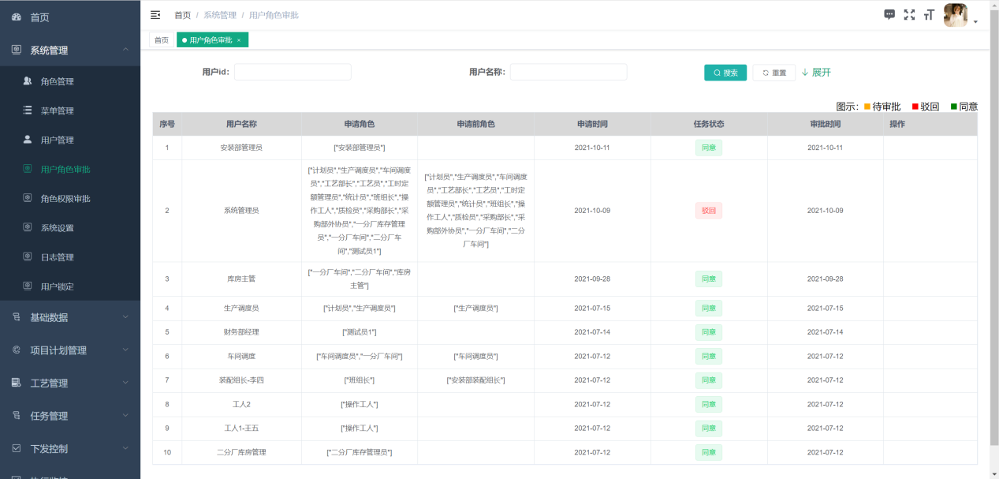 首页
系统管理
角色管理
菜单管理
用户管理
用户角色审批
角色权限审批
系统设置
日志管理
用户锁定
基础数据
项目计划管理
工艺管理
任务管理
下发控制
首页 / 系统管理 / 用户角色审批
首页 用户角色审批 ×
用户id: 用户名称: 搜索 重置 展开
图示: 待审批 驳回 同意
序号 用户名称 申请角色 申请前角色 申请时间 任务状态 审批时间 操作
1 安装部管理员 ["安装部管理员"] 2021-10-11 同意 2021-10-11
2 系统管理员
["计划员","生产调度员","车间调度
员","工艺部长","工艺员","工时定
额管理员","统计员","班组长","操
作工人","质检员","采购部长","采
购部外协员","一分厂库存管理
员","一分厂车间","二分厂车
间","测试员1"]
["计划员","生产调度员","车间调度
员","工艺部长","工艺员","工时定
额管理员","统计员","班组长","操
作工人","质检员","采购部长","采
购部外协员","一分厂车间","二分
厂车间"]
2021-10-09 驳回 2021-10-09
3 库房主管
["一分厂车间","二分厂车间","库房
主管"]
2021-09-28 同意 2021-09-28
4 生产调度员 ["计划员","生产调度员"] ["生产调度员"] 2021-07-15 同意 2021-07-15
5 财务部经理 ["测试员1"] 2021-07-14 同意 2021-07-14
6 车间调度 ["车间调度员","一分厂车间"] ["车间调度员"] 2021-07-12 同意 2021-07-12
7 装配组长-李四 ["班组长"] ["安装部装配组长"] 2021-07-12 同意 2021-07-12
8 工人2 ["操作工人"] 2021-07-12 同意 2021-07-12
9 工人1-王五 ["操作工人"] 2021-07-12 同意 2021-07-12
10 二分厂库房管理 ["二分厂库存管理员"] 2021-07-12 同意 2021-07-12